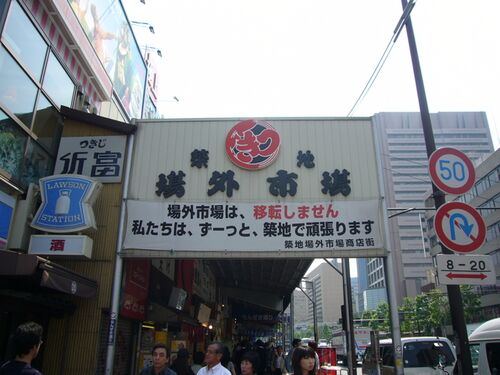 つきじ
近富
LAWSON
STATION
酒
築地
場外市場
場外市場は、移転しません
私たちは、ずーっと、築地で頑張ります
築地場外市場商店街
50
8-20